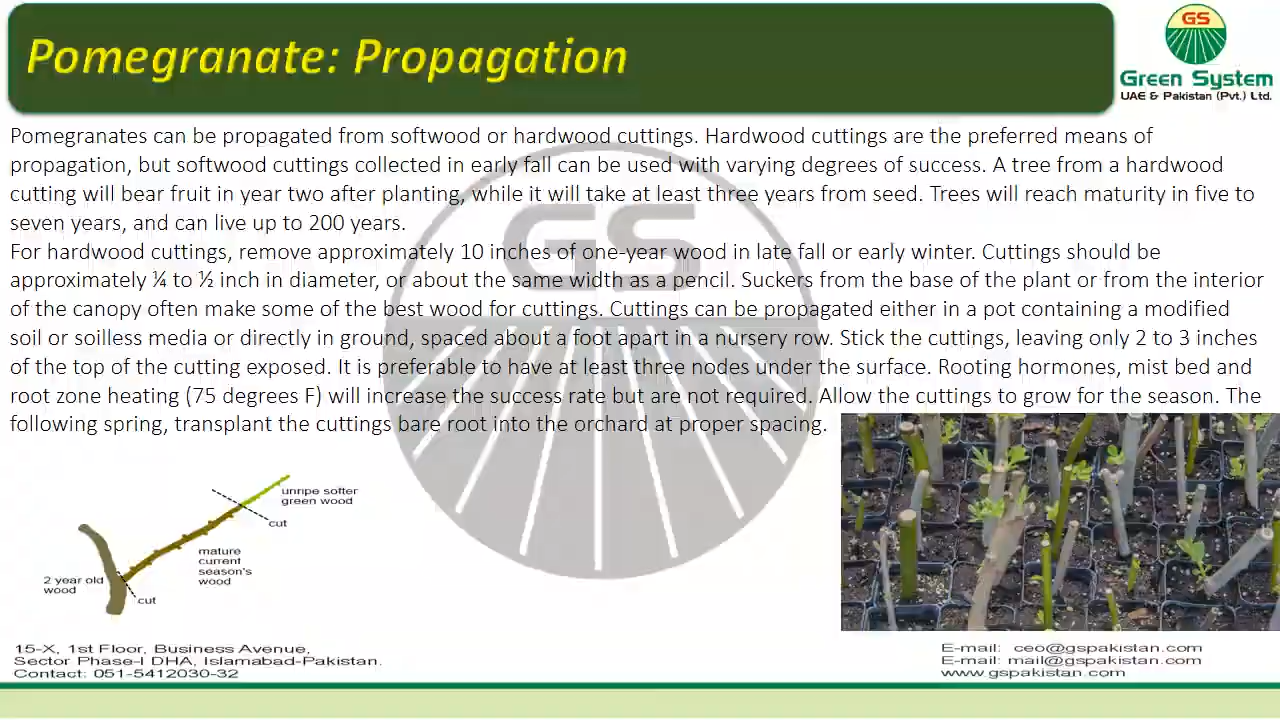 Pomegranate: Propagation
GS
Green System
UAE & Pakistan (Pvt.) Ltd.
Pomegranates can be propagated from softwood or hardwood cuttings. Hardwood cuttings are the preferred means of
propagation, but softwood cuttings collected in early fall can be used with varying degrees of success. A tree from a hardwood
cutting will bear fruit in year two after planting, while it will take at least three years from seed. Trees will reach maturity in five to
seven years, and can live up to 200 years.
For hardwood cuttings, remove approximately 10 inches of one-year wood in late fall or early winter. Cuttings should be
approximately ¼ to ½ inch in diameter, or about the same width as a pencil. Suckers from the base of the plant or from the interior
of the canopy often make some of the best wood for cuttings. Cuttings can be propagated either in a pot containing a modified
soil or soilless media or directly in ground, spaced about a foot apart in a nursery row. Stick the cuttings, leaving only 2 to 3 inches
of the top of the cutting exposed. It is preferable to have at least three nodes under the surface. Rooting hormones, mist bed and
root zone heating (75 degrees F) will increase the success rate but are not required. Allow the cuttings to grow for the season. The
following spring, transplant the cuttings bare root into the orchard at proper spacing.
GS
unripe softer
green wood
cut
mature
current
season's
wood
2 year old
wood
cut
15-X, 1st Floor, Business Avenue,
Sector Phase-I DHA, Islamabad-Pakistan.
Contact: 051-5412030-32
E-mail: ceo@gspakistan.com
E-mail: mail@gspakistan.com
www.gspakistan.com